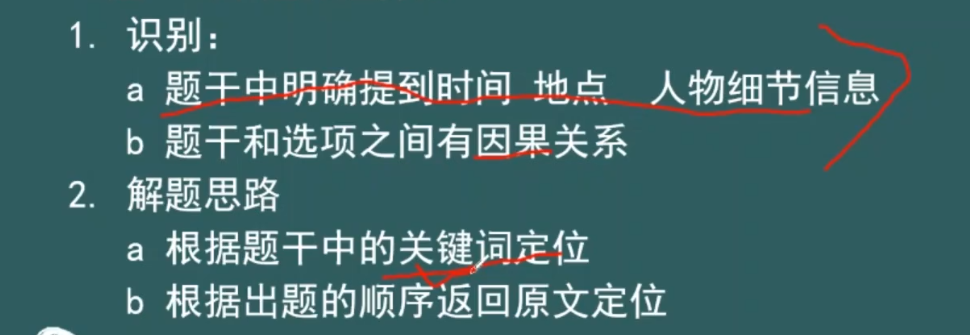 1. 识别:
a 题干中明确提到时间 地点  人物细节信息
b 题干和选项之间有因果关系
2. 解题思路
a 根据题干中的关键词定位
b 根据出题的顺序返回原文定位